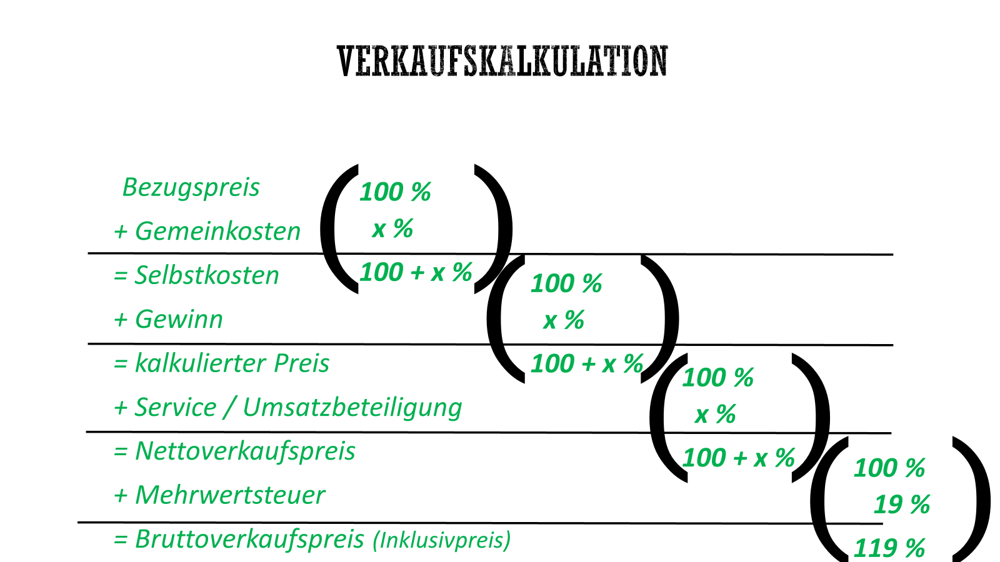 VERKAUFSKALKULATION
Bezugspreis 100 %
+ Gemeinkosten x %
= Selbstkosten 100 + x % 100 %
+ Gewinn x %
= kalkulierter Preis 100 + x % 100 %
+ Service / Umsatzbeteiligung x %
= Nettoverkaufspreis 100 + x % 100 %
+ Mehrwertsteuer 19 %
= Bruttoverkaufspreis (Inklusivpreis) 119 %